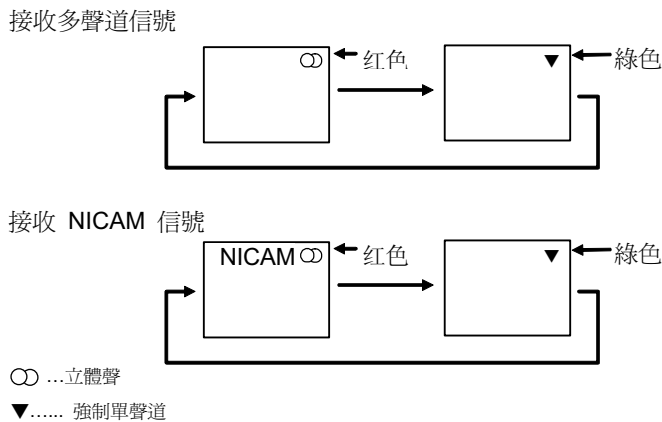 接收多聲道信號
红色
▼
綠色
接收 NICAM 信號
NICAM
红色
▼
綠色
…立體聲
▼…... 強制單聲道